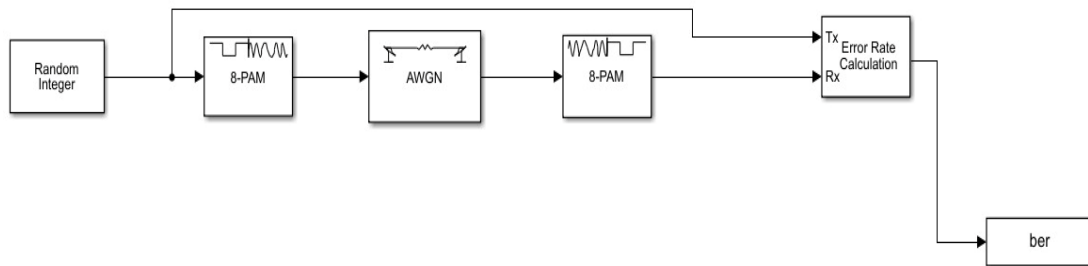 Random
Integer
8-PAM
AWGN
8-PAM
Tx
Rx
Error Rate
Calculation
ber